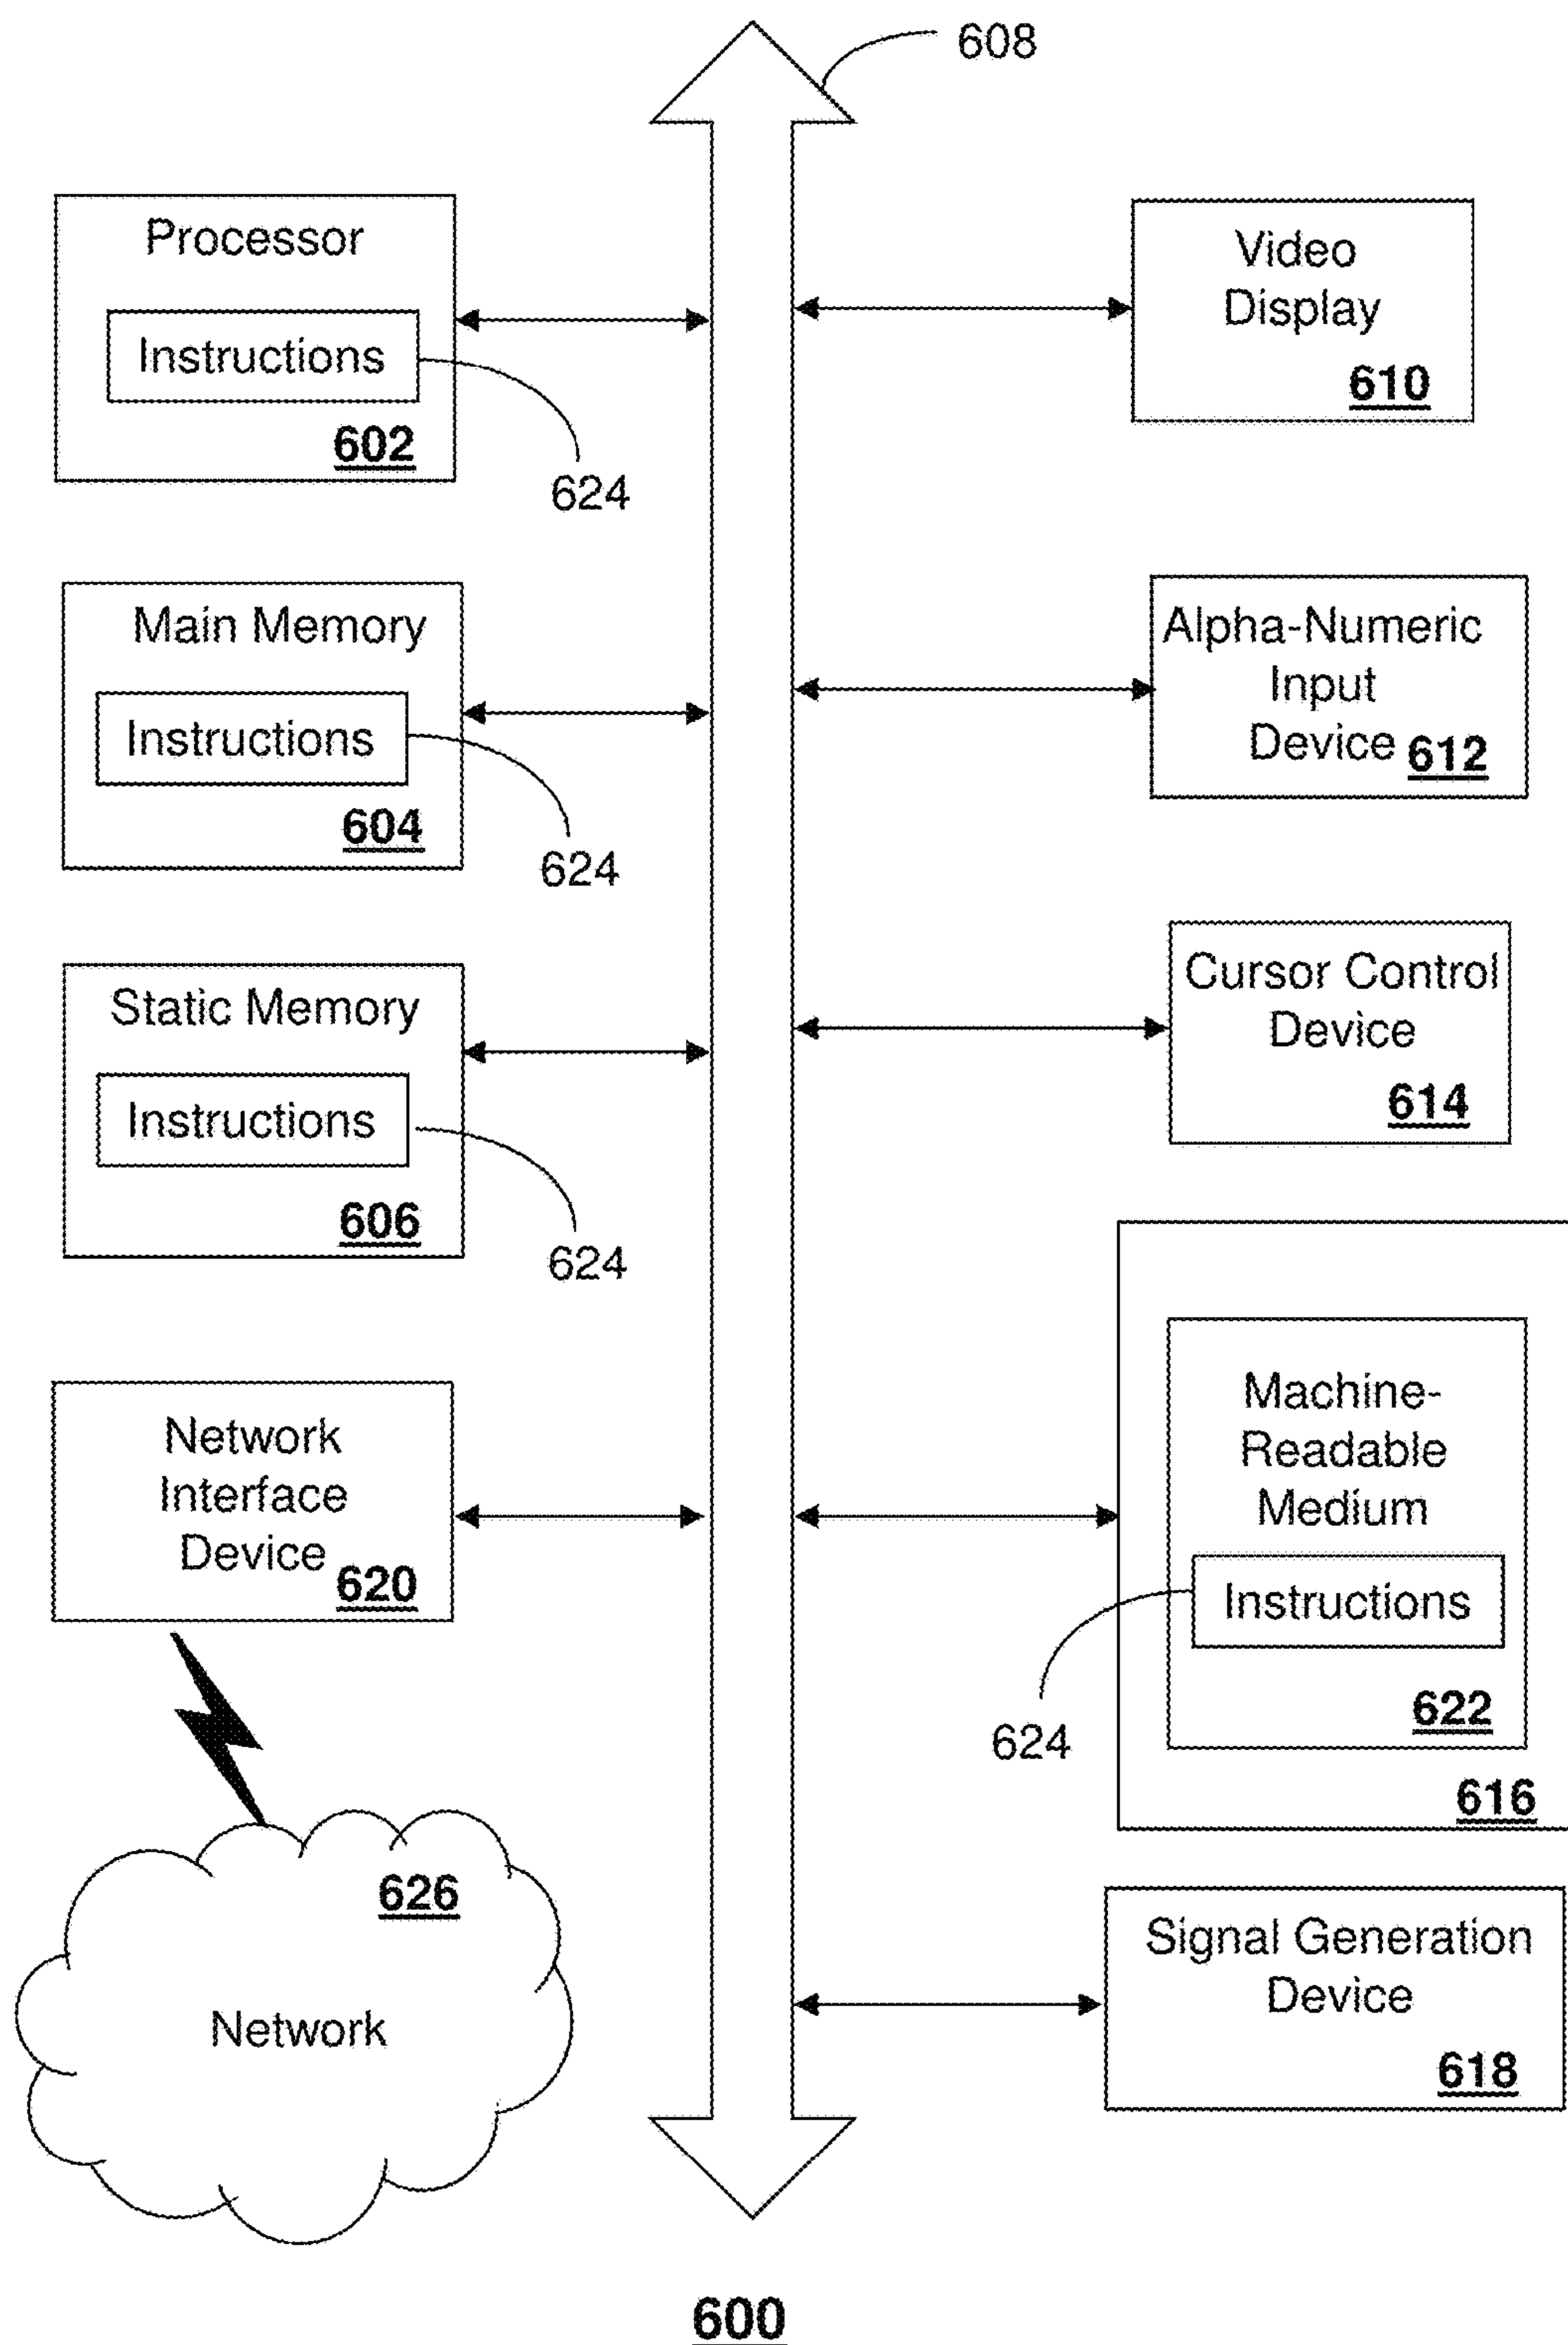 608
Processor
Instructions
602
624
Main Memory
Instructions
604
624
Static Memory
Instructions
606
624
Network
Interface
Device
620
626
Network
Video
Display
610
Alpha-Numeric
Input
Device 612
Cursor Control
Device
614
Machine-
Readable
Medium
Instructions
622
624
616
Signal Generation
Device
618
600